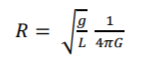 R = √(g/L) 1/(4πG)